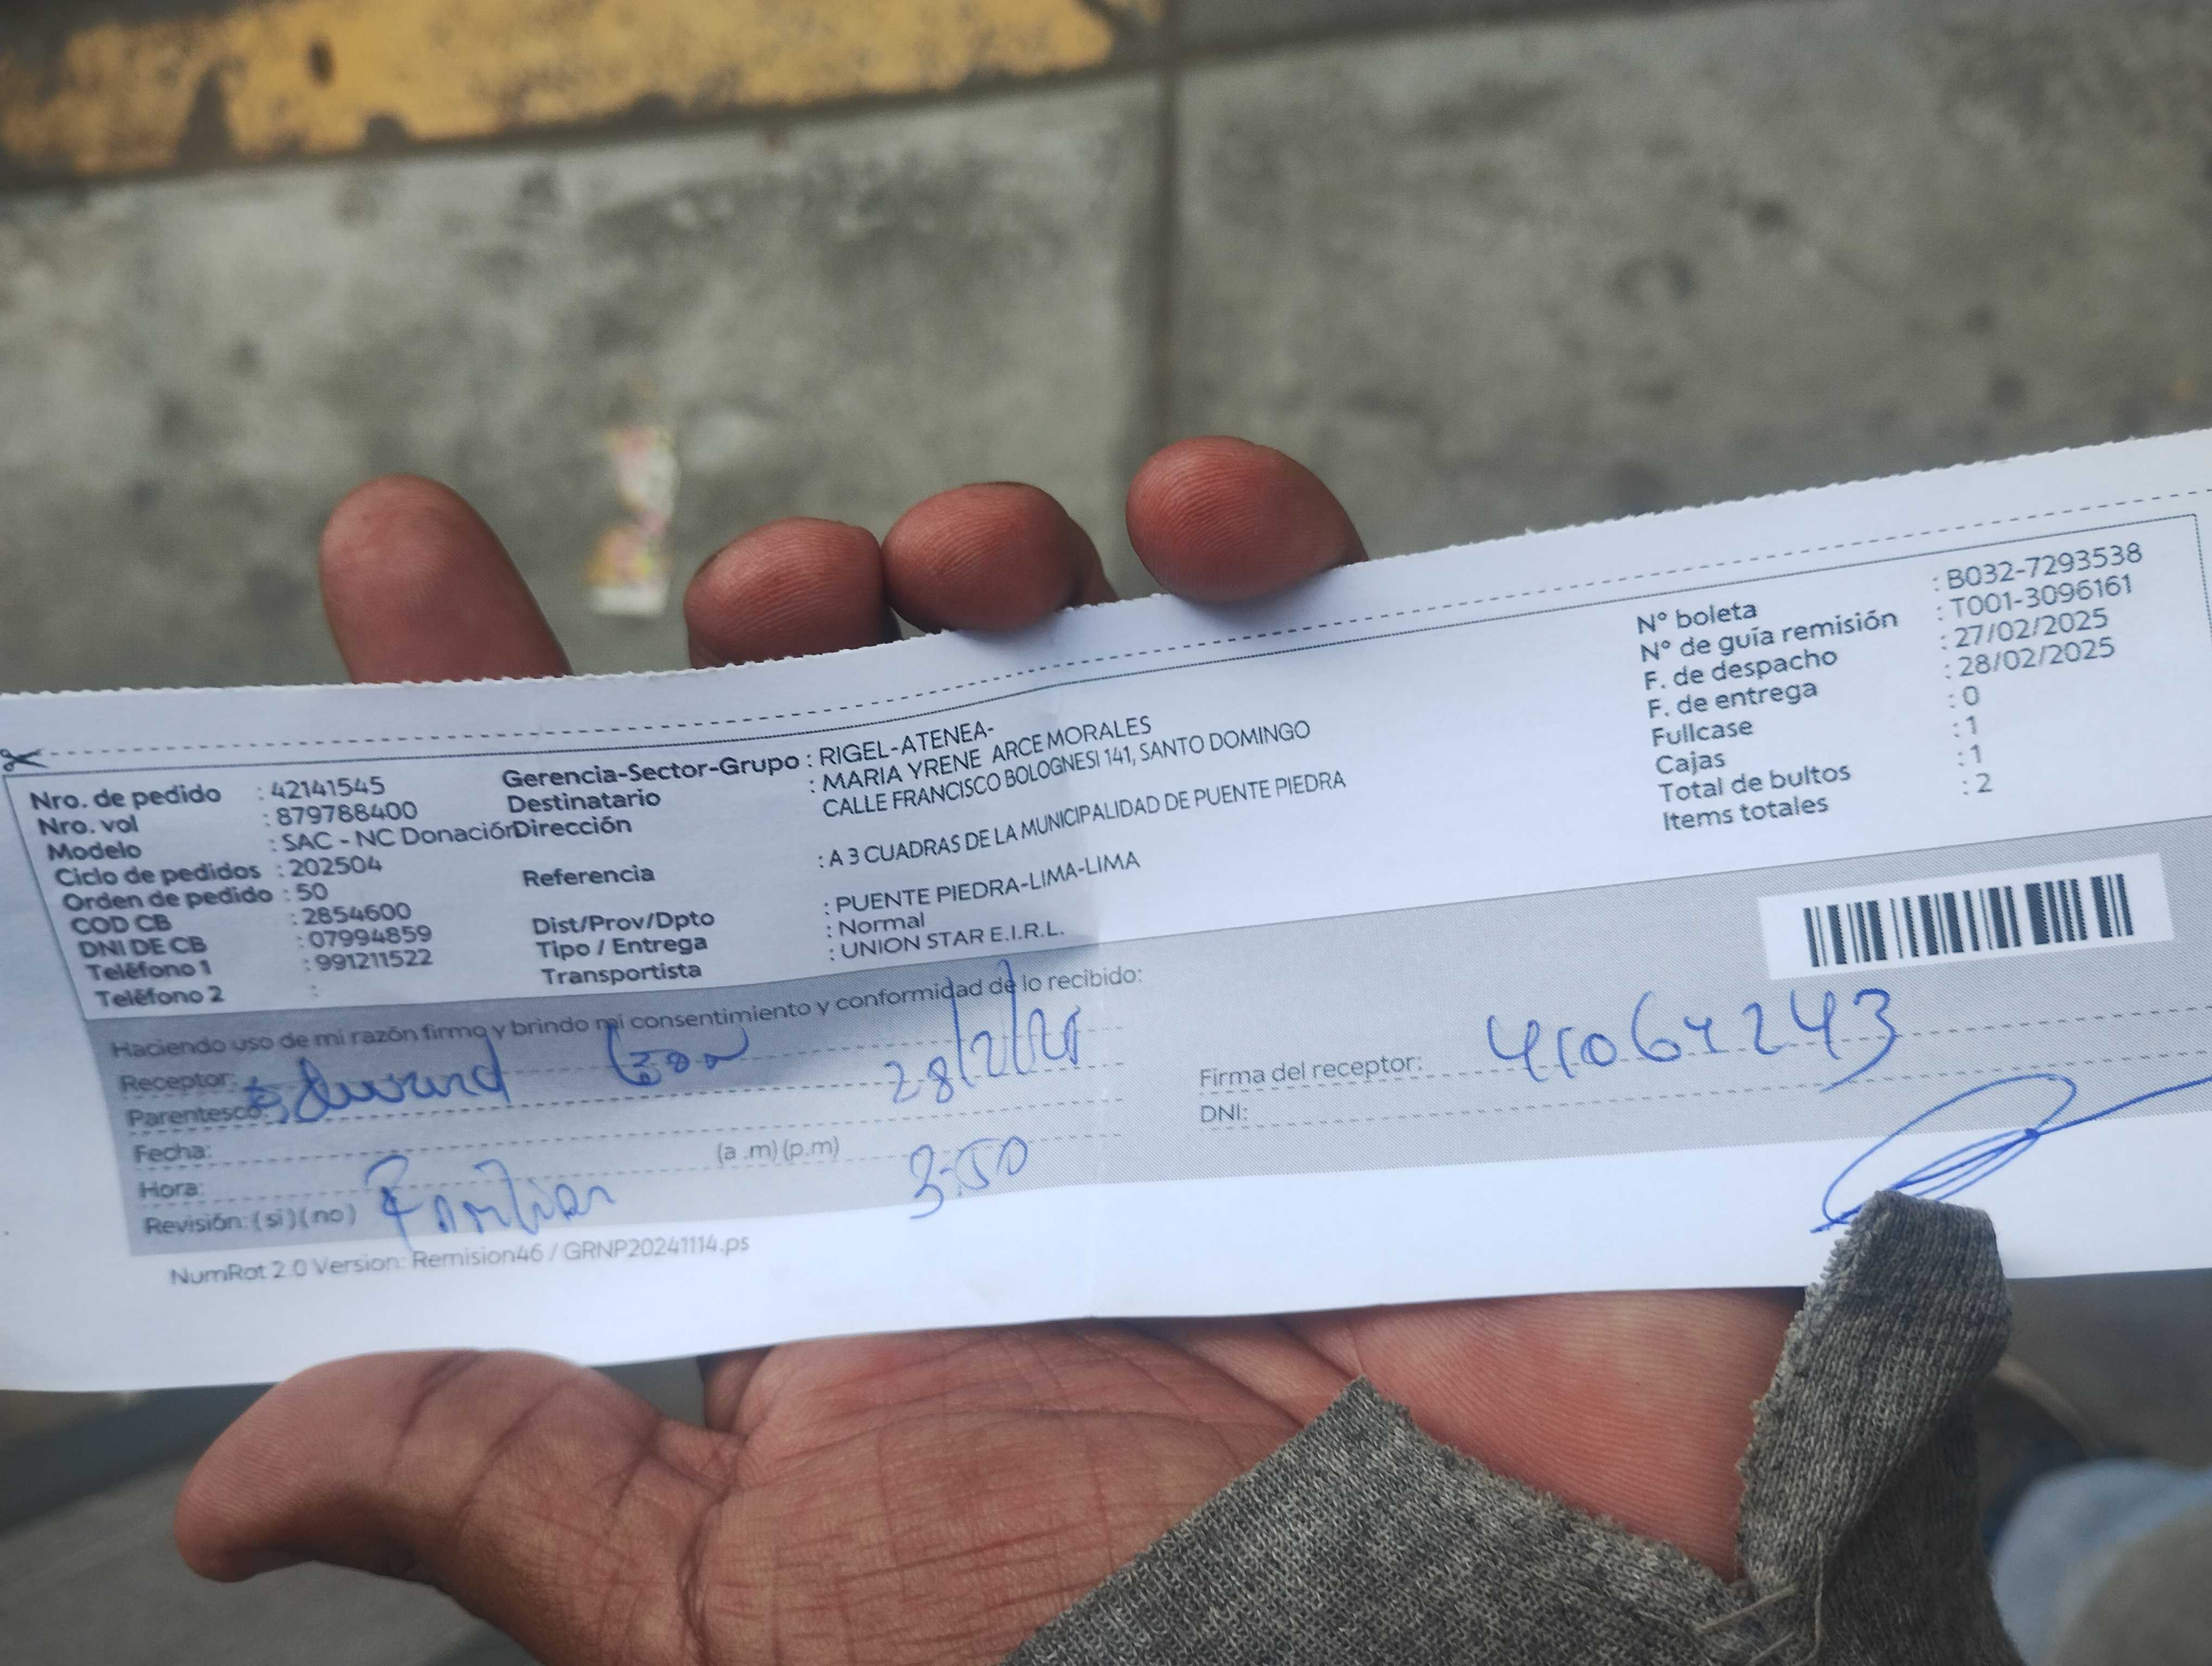 Nro. de pedido : 42141545
Nro. vol : 879788400
Modelo : SAC - NC Donación
Ciclo de pedidos : 202504
Orden de pedido : 50
COD CB : 2854600
DNI DE CB : 07994859
Teléfono 1 : 991211522
Teléfono 2 :
Gerencia-Sector-Grupo : RIGEL-ATENEA-
Destinatario : MARIA YRENE ARCE MORALES
Dirección CALLE FRANCISCO BOLOGNESI 141, SANTO DOMINGO
Referencia : A 3 CUADRAS DE LA MUNICIPALIDAD DE PUENTE PIEDRA
Dist/Prov/Dpto : PUENTE PIEDRA-LIMA-LIMA
Tipo / Entrega : Normal
Transportista : UNION STAR E.I.R.L.
N° boleta : B032-7293538
N° de guía remisión : T001-3096161
F. de despacho : 27/02/2025
F. de entrega : 28/02/2025
Fullcase : 0
Cajas : 1
Total de bultos : 1
Items totales : 2
Haciendo uso de mi razón firmo y brindo mi consentimiento y conformidad de lo recibido:
Receptor:
Parentesco: 28/2/25
Fecha:
Hora: (a .m) (p.m) 3:50
Revisión: ( si ) ( no ) Familiar
Firma del receptor:
DNI:
NumRot 2.0 Version: Remision46 / GRNP20241114.ps